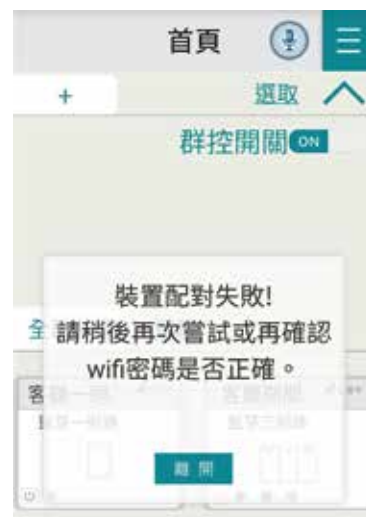 首頁
+
選取
群控開關 ON
裝置配對失敗!
請稍後再次嘗試或再確認
wifi密碼是否正確。
離開